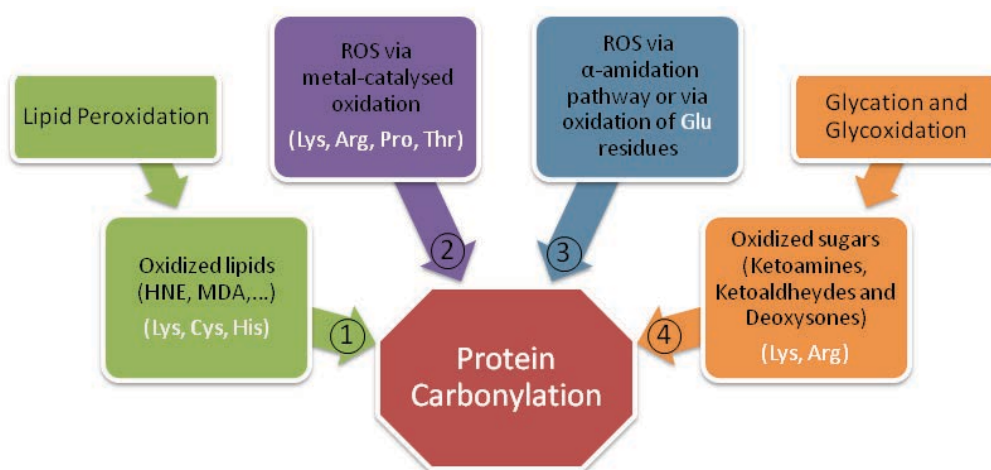 Lipid Peroxidation
Oxidized lipids
(HNE, MDA,...)
(Lys, Cys, His)
1
ROS via
metal-catalysed
oxidation
(Lys, Arg, Pro, Thr)
2
ROS via
α-amidation
pathway or via
oxidation of Glu
residues
3
Glycation and
Glycoxidation
Oxidized sugars
(Ketoamines,
Ketoaldheydes and
Deoxysones)
(Lys, Arg)
4
Protein
Carbonylation